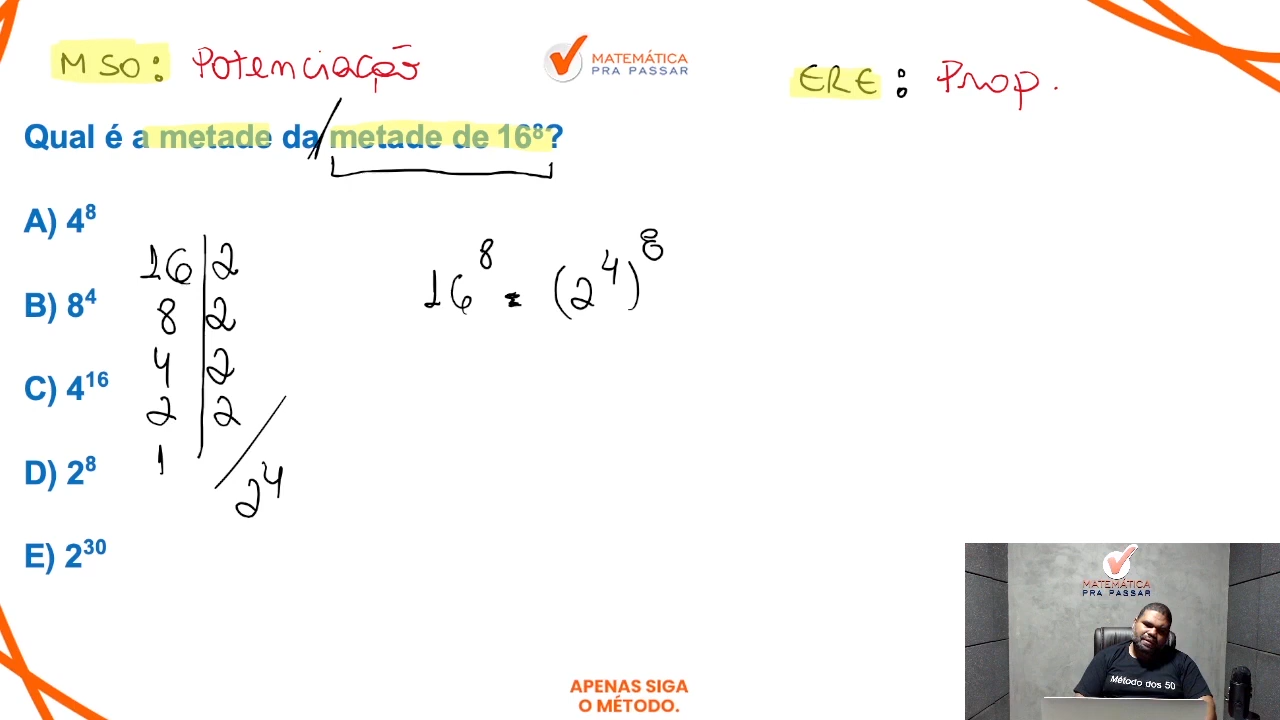 MSO: Potenciação
MATEMÁTICA
PRA PASSAR
ERE: Prop.
Qual é a metade da metade de 16⁸?
A) 4⁸
B) 8⁴
C) 4¹⁶
D) 2⁸
E) 2³⁰
16 | 2
8 | 2
4 | 2
2 | 2
1
2⁴
16⁸ = (2⁴)⁸
MATEMÁTICA
PRA PASSAR
Método dos 50
APENAS SIGA
O MÉTODO.